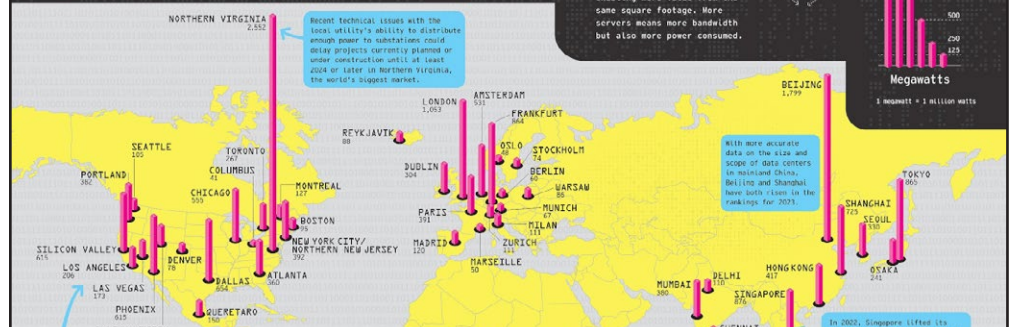 same square footage. More
servers means more bandwidth
but also more power consumed.
500
250
125
Megawatts
1 megawatt = 1 million watts
NORTHERN VIRGINIA
2,552
Recent technical issues with the
local utility's ability to distribute
enough power to substations could
delay projects currently planned or
under construction until at least
2024 or later in Northern Virginia,
the world's biggest market.
BEIJING
1,799
LONDON
1,053
AMSTERDAM
531
FRANKFURT
864
REYKJAVIK
88
OSLO
48
STOCKHOLM
74
DUBLIN
304
BERLIN
60
WARSAW
86
PARIS
391
MUNICH
67
MILAN
111
MADRID
120
ZURICH
111
MARSEILLE
50
SEATTLE
105
TORONTO
267
COLUMBUS
41
PORTLAND
382
CHICAGO
555
MONTREAL
127
BOSTON
95
NEW YORK CITY/
NORTHERN NEW JERSEY
392
SILICON VALLEY
615
DENVER
78
LOS ANGELES
206
DALLAS
654
ATLANTA
360
LAS VEGAS
173
PHOENIX
615
QUERETARO
150
With more accurate
data on the size and
scope of data centers
in mainland China,
Beijing and Shanghai
have both risen in the
rankings for 2023.
TOKYO
865
SHANGHAI
725
SEOUL
330
OSAKA
241
HONG KONG
417
DELHI
110
MUMBAI
380
SINGAPORE
876
In 2022, Singapore lifted its